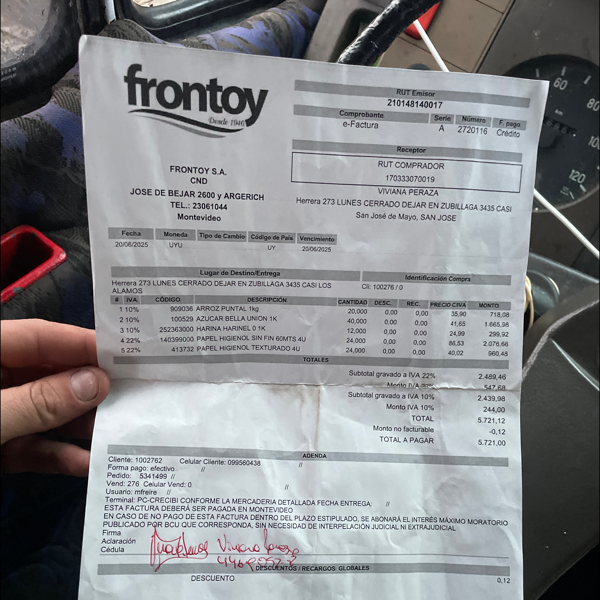 frontoy
Desde 1946
RUT Emisor
210148140017
Comprobante Serie Número F. pago
e-Factura A 2720116 Crédito
Receptor
RUT COMPRADOR
170333070019
VIVIANA PERAZA
Herrera 273 LUNES CERRADO DEJAR EN ZUBILLAGA 3435 CASI
San José de Mayo, SAN JOSE
FRONTOY S.A.
CND
JOSE DE BEJAR 2600 y ARGERICH
TEL.: 23061044
Montevideo
Fecha Moneda Tipo de Cambio Código de País Vencimiento
20/06/2025 UYU UY 20/06/2025
Lugar de Destino/Entrega Identificación Compra
Herrera 273 LUNES CERRADO DEJAR EN ZUBILLAGA 3435 CASI LOS ALAMOS Cli: 100276 / 0
# IVA CÓDIGO DESCRIPCIÓN CANTIDAD DESC. REC. PRECIO C/IVA MONTO
1 10% 909036 ARROZ PUNTAL 1kg 20,000 0,00 0,00 35,90 718,08
2 10% 100529 AZUCAR BELLA UNION 1K 40,000 0,00 0,00 41,65 1.665,98
3 10% 252363000 HARINA HARINEL 0 1K 12,000 0,00 0,00 24,99 299,92
4 22% 140399000 PAPEL HIGIENOL SIN FIN 60MTS 4U 24,000 0,00 0,00 86,53 2.076,66
5 22% 413732 PAPEL HIGIENOL TEXTURADO 4U 24,000 0,00 0,00 40,02 960,48
TOTALES
Subtotal gravado a IVA 22% 2.489,46
Monto IVA 547,68
Subtotal gravado a IVA 10% 2.439,98
Monto IVA 10% 244,00
TOTAL 5.721,12
Monto no facturable -0,12
TOTAL A PAGAR 5.721,00
ADENDA
Cliente: 1002762 Celular Cliente: 099560438 //
Forma pago: efectivo //
Pedido: 5341499 // //
Vend: 276 Celular Vend: 0 //
Usuario: mfreire //
Terminal: PC-CRECIBI CONFORME LA MERCADERIA DETALLADA FECHA ENTREGA: //
ESTA FACTURA DEBERÁ SER PAGADA EN MONTEVIDEO
EN CASO DE NO PAGO DE ESTA FACTURA DENTRO DEL PLAZO ESTIPULADO, SE ABONARÁ EL INTERÉS MÁXIMO MORATORIO
PUBLICADO POR BCU QUE CORRESPONDA, SIN NECESIDAD DE INTERPELACIÓN JUDICIAL NI EXTRAJUDICIAL
Firma
Aclaración
Cédula
DESCUENTOS / RECARGOS GLOBALES
DESCUENTO 0,12
60
80
100
120